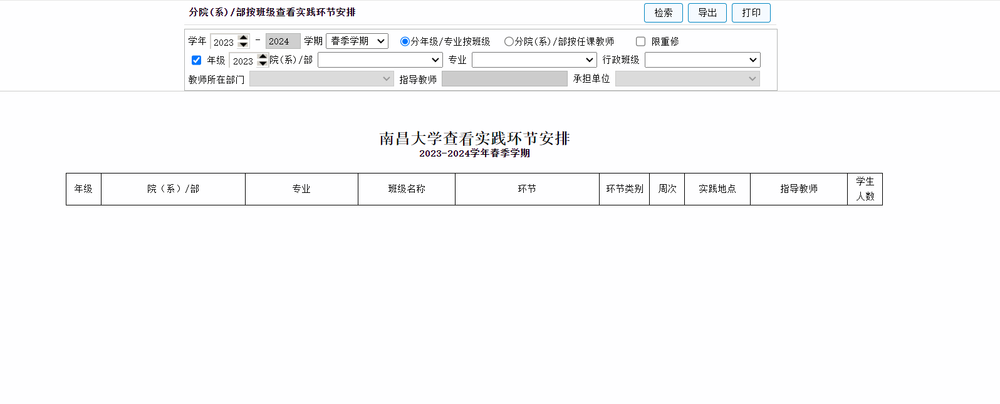 分院(系)/部按班级查看实践环节安排 检索 导出 打印
学年 2023 - 2024 学期 春季学期 分年级/专业按班级 分院(系)/部按任课教师 限重修
年级 2023 院(系)/部 专业 行政班级
教师所在部门 指导教师 承担单位
南昌大学查看实践环节安排
2023-2024学年春季学期
年级 院（系）/部 专业 班级名称 环节 环节类别 周次 实践地点 指导教师 学生
人数